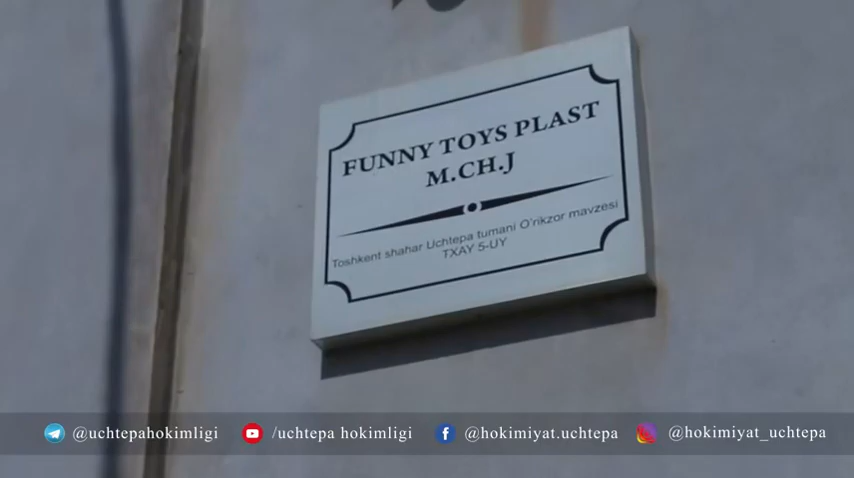 FUNNY TOYS PLAST
M.CH.J
Toshkent shahar Uchtepa tumani O'rikzor mavzesi
TXAY 5-UY
@uchtepahokimligi /uchtepa hokimligi @hokimiyat.uchtepa @hokimiyat_uchtepa